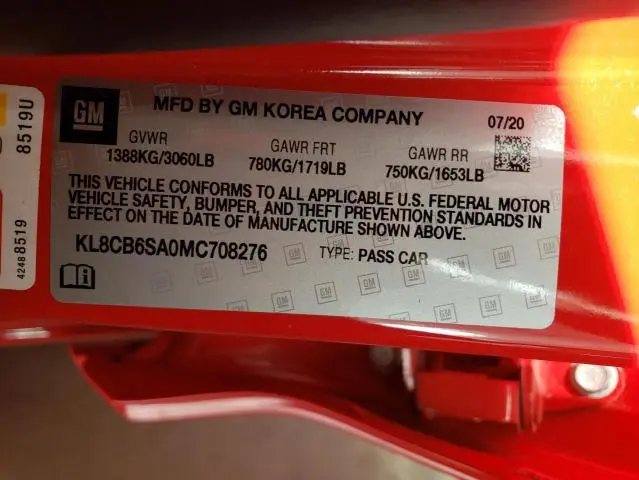 GM
MFD BY GM KOREA COMPANY
07/20
GVWR
1388KG/3060LB
GAWR FRT
780KG/1719LB
GAWR RR
750KG/1653LB
THIS VEHICLE CONFORMS TO ALL APPLICABLE U.S. FEDERAL MOTOR
VEHICLE SAFETY, BUMPER, AND THEFT PREVENTION STANDARDS IN
EFFECT ON THE DATE OF MANUFACTURE SHOWN ABOVE.
KL8CB6SA0MC708276
TYPE: PASS CAR
8519U
42488519